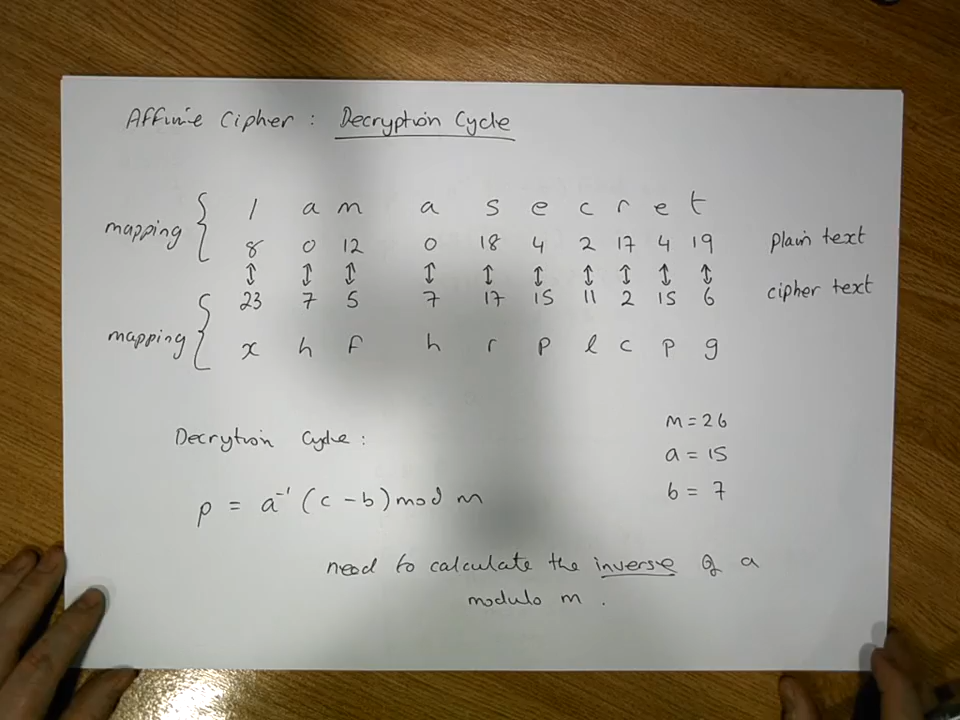 Affine Cipher : Decryption Cycle
mapping { I a m a s e c r e t
8 0 12 0 18 4 2 17 4 19 plain text
↕ ↕ ↕ ↕ ↕ ↕ ↕ ↕ ↕ ↕
23 7 5 7 17 15 11 2 15 6 cipher text
mapping { x h f h r p l c p g
m = 26
Decrytion Cycle :
a = 15
b = 7
p = a⁻¹ (c - b) mod m
need to calculate the inverse of a
modulo m .